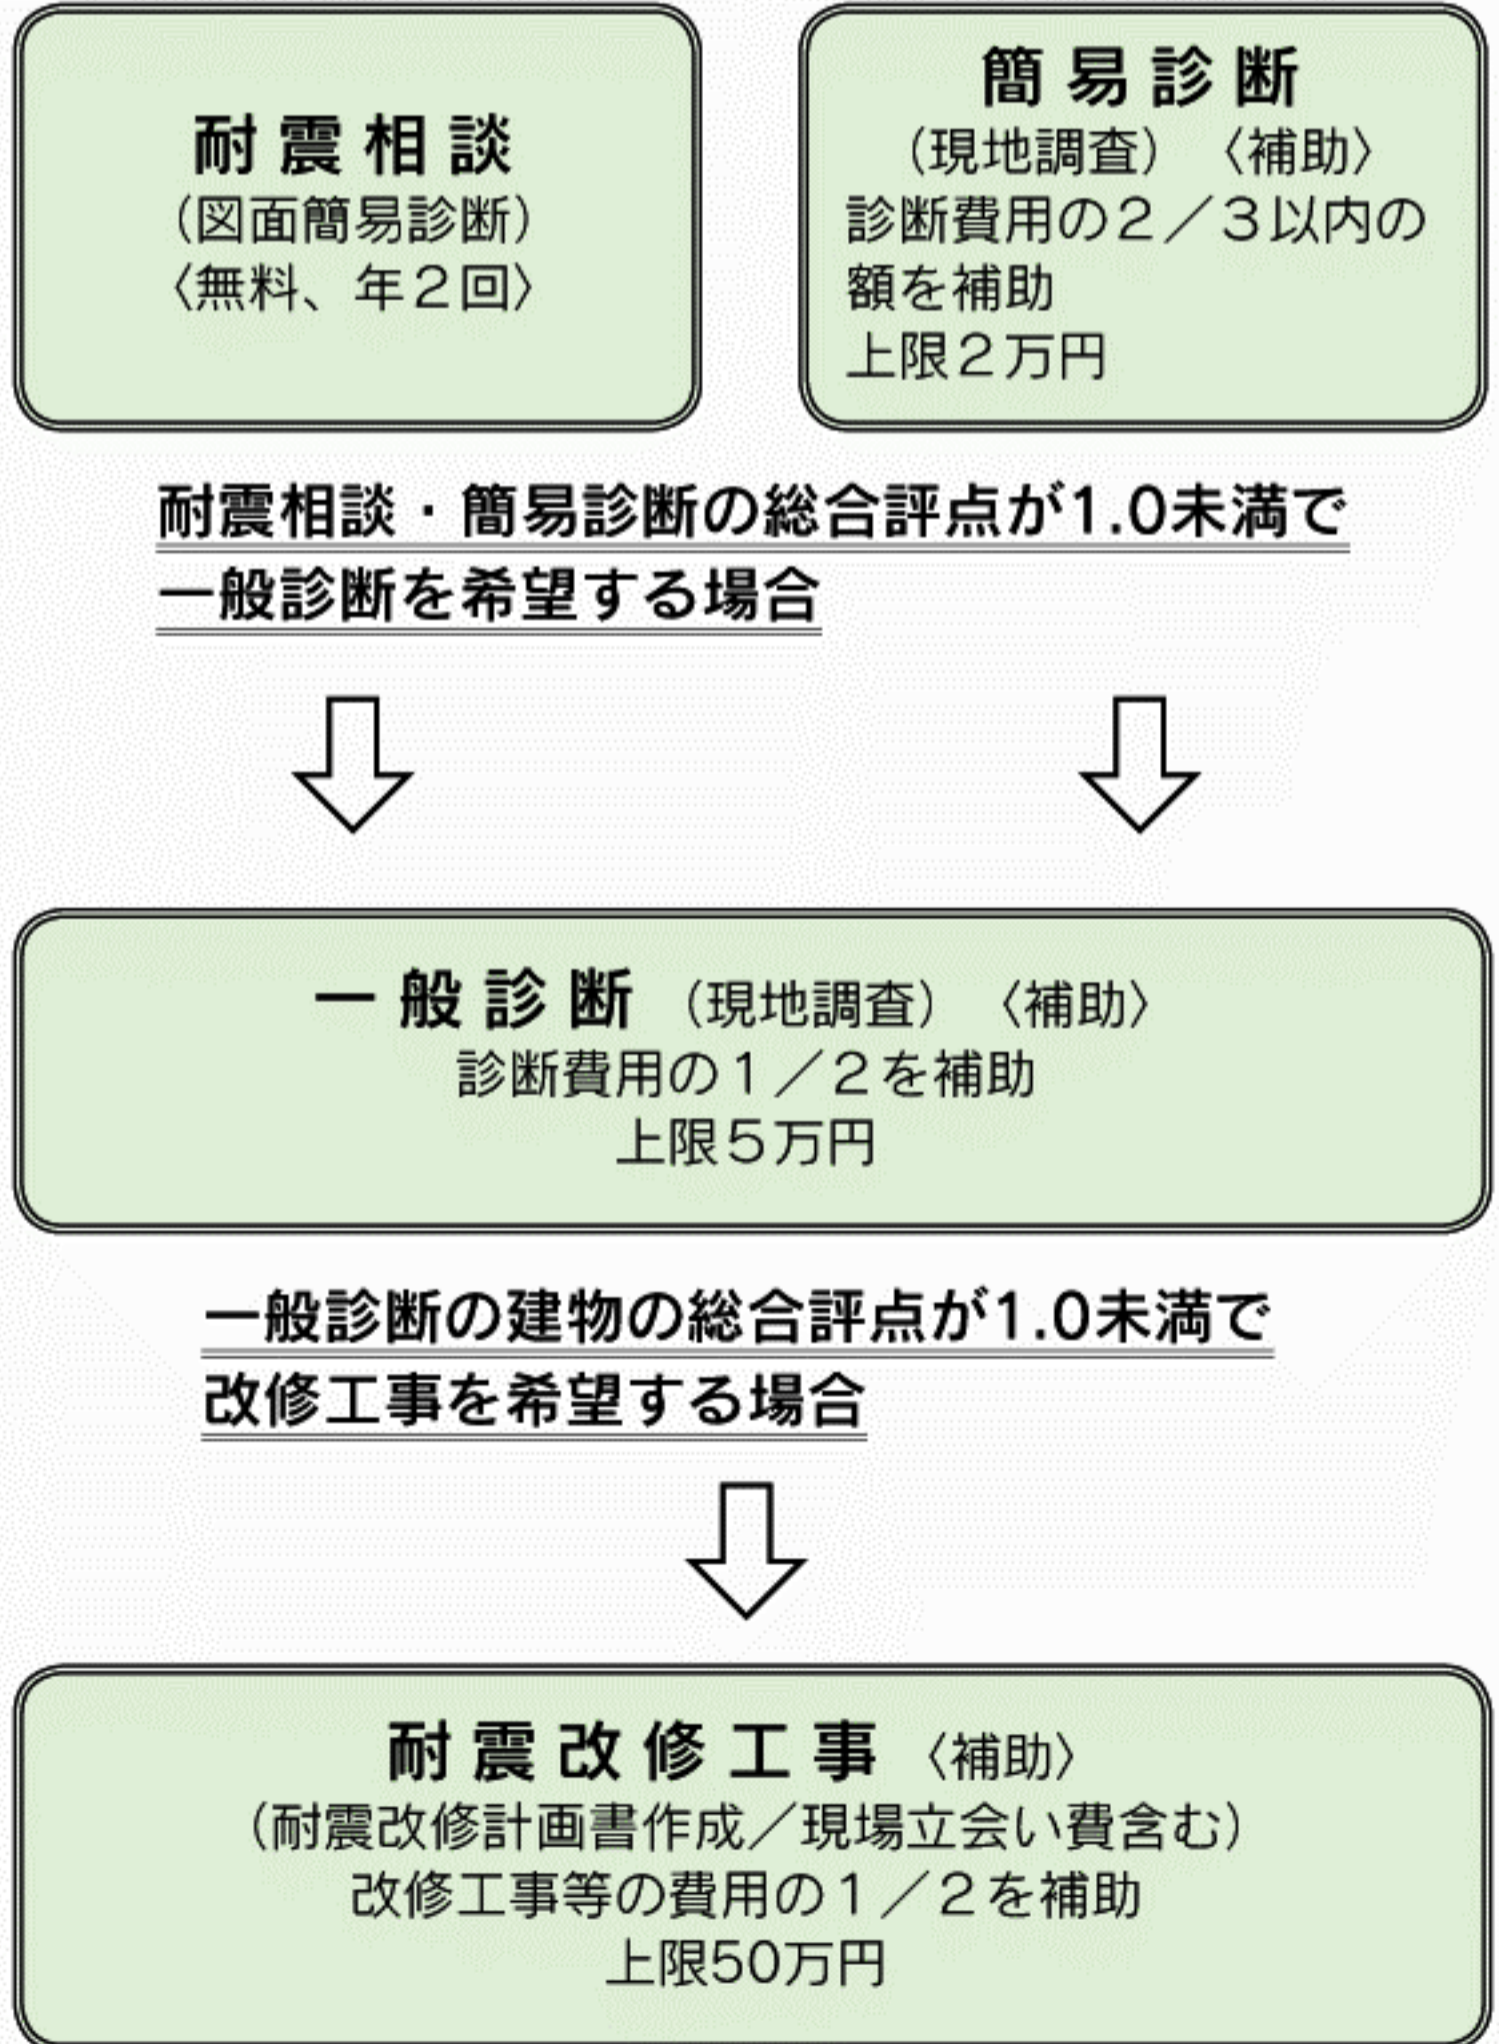 耐震相談
（図面簡易診断）
〈無料、年２回〉
簡易診断
（現地調査）〈補助〉
診断費用の２／３以内の
額を補助
上限２万円
耐震相談・簡易診断の総合評点が1.0未満で
一般診断を希望する場合
一般診断（現地調査）〈補助〉
診断費用の１／２を補助
上限５万円
一般診断の建物の総合評点が1.0未満で
改修工事を希望する場合
耐震改修工事〈補助〉
（耐震改修計画書作成／現場立会い費含む）
改修工事等の費用の１／２を補助
上限50万円